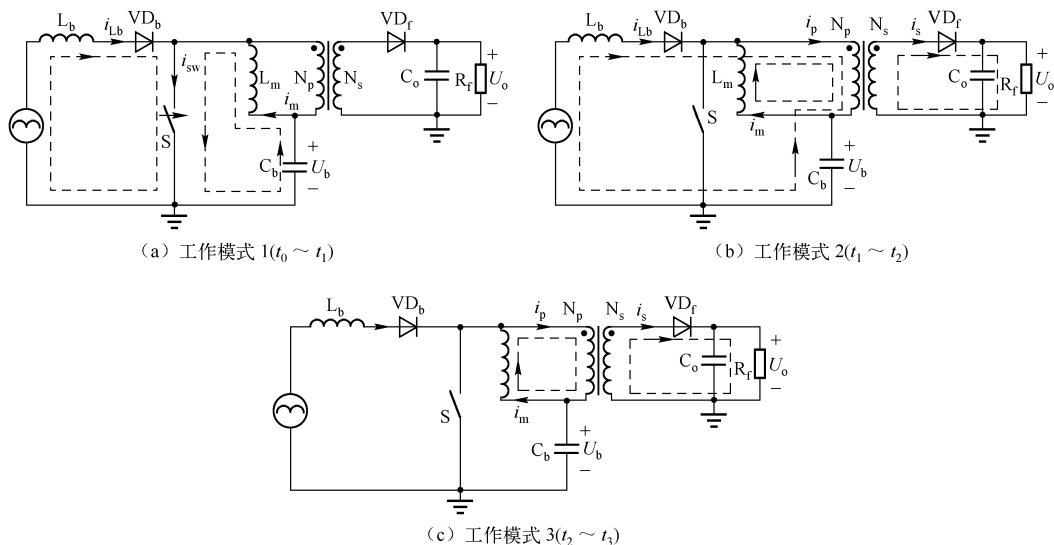 L_b i_Lb VD_b VD_f
i_sw L_m N_p N_s C_o R_f + U_o −
i_m
S C_b + U_b −
(a) 工作模式 1(t_0 ~ t_1)
L_b i_Lb VD_b i_p N_p N_s i_s VD_f
L_m C_o R_f + U_o −
i_m
S C_b + U_b −
(b) 工作模式 2(t_1 ~ t_2)
L_b VD_b i_p N_p N_s i_s VD_f
C_o R_f + U_o −
i_m
S C_b + U_b −
(c) 工作模式 3(t_2 ~ t_3)